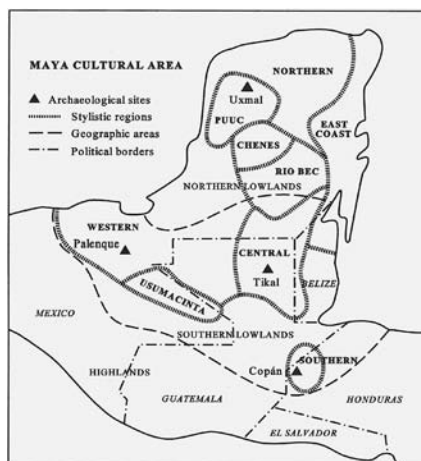 MAYA CULTURAL AREA
Archaeological sites
Stylistic regions
Geographic areas
Political borders
NORTHERN
Uxmal
PUUC
EAST
COAST
CHENES
RIO BEC
NORTHERN LOWLANDS
WESTERN
Palenque
CENTRAL
Tikal
BELIZE
USUMACINTA
MEXICO
SOUTHERN LOWLANDS
SOUTHERN
Copán
HIGHLANDS
GUATEMALA
HONDURAS
EL SALVADOR